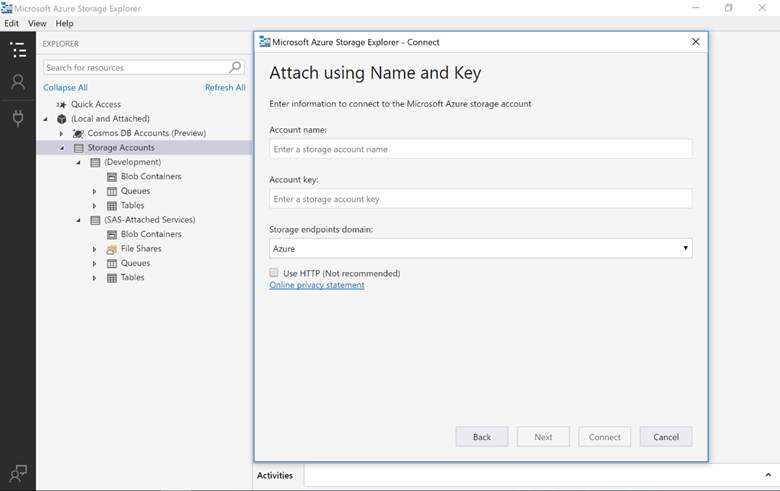 Microsoft Azure Storage Explorer
Edit View Help
EXPLORER
Search for resources
Collapse All Refresh All
Quick Access
(Local and Attached)
Cosmos DB Accounts (Preview)
Storage Accounts
(Development)
Blob Containers
Queues
Tables
(SAS-Attached Services)
Blob Containers
File Shares
Queues
Tables
Microsoft Azure Storage Explorer - Connect
Attach using Name and Key
Enter information to connect to the Microsoft Azure storage account
Account name:
Enter a storage account name
Account key:
Enter a storage account key
Storage endpoints domain:
Azure
Use HTTP (Not recommended)
Online privacy statement
Back Next Connect Cancel
Activities